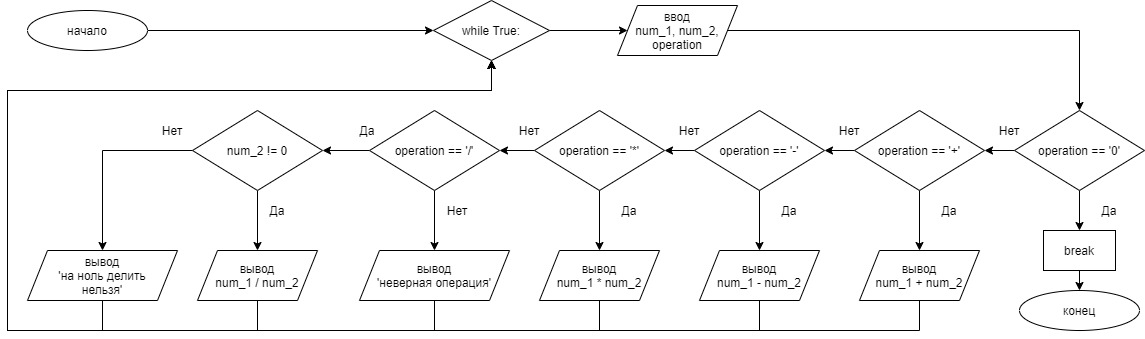 начало
while True:
ввод
num_1, num_2,
operation
Нет
Да
Нет
Нет
Нет
Нет
num_2 != 0
operation == '/'
operation == '*'
operation == '-'
operation == '+'
operation == '0'
Да
Нет
Да
Да
Да
Да
вывод
'на ноль делить
нельзя'
вывод
num_1 / num_2
вывод
'неверная операция'
вывод
num_1 * num_2
вывод
num_1 - num_2
вывод
num_1 + num_2
break
конец